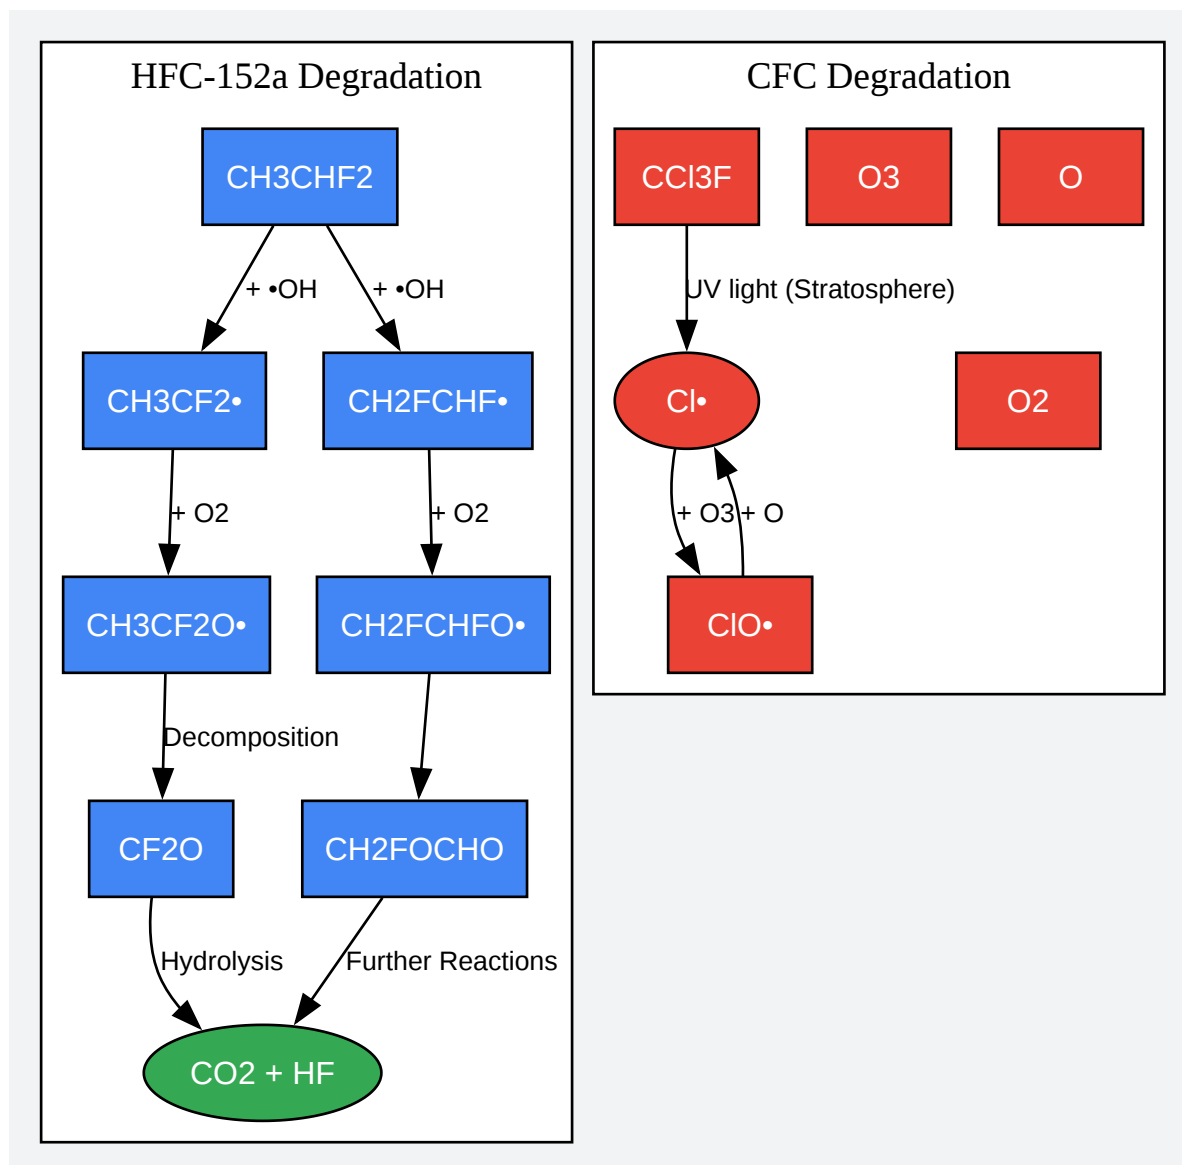 HFC-152a Degradation
CH3CHF2
+ •OH
+ •OH
CH3CF2•
CH2FCHF•
+ O2
+ O2
CH3CF2O•
CH2FCHFO•
Decomposition
CF2O
CH2FOCHO
Hydrolysis
Further Reactions
CO2 + HF
CFC Degradation
CCl3F
O3
O
UV light (Stratosphere)
Cl•
O2
+ O3
+ O
ClO•